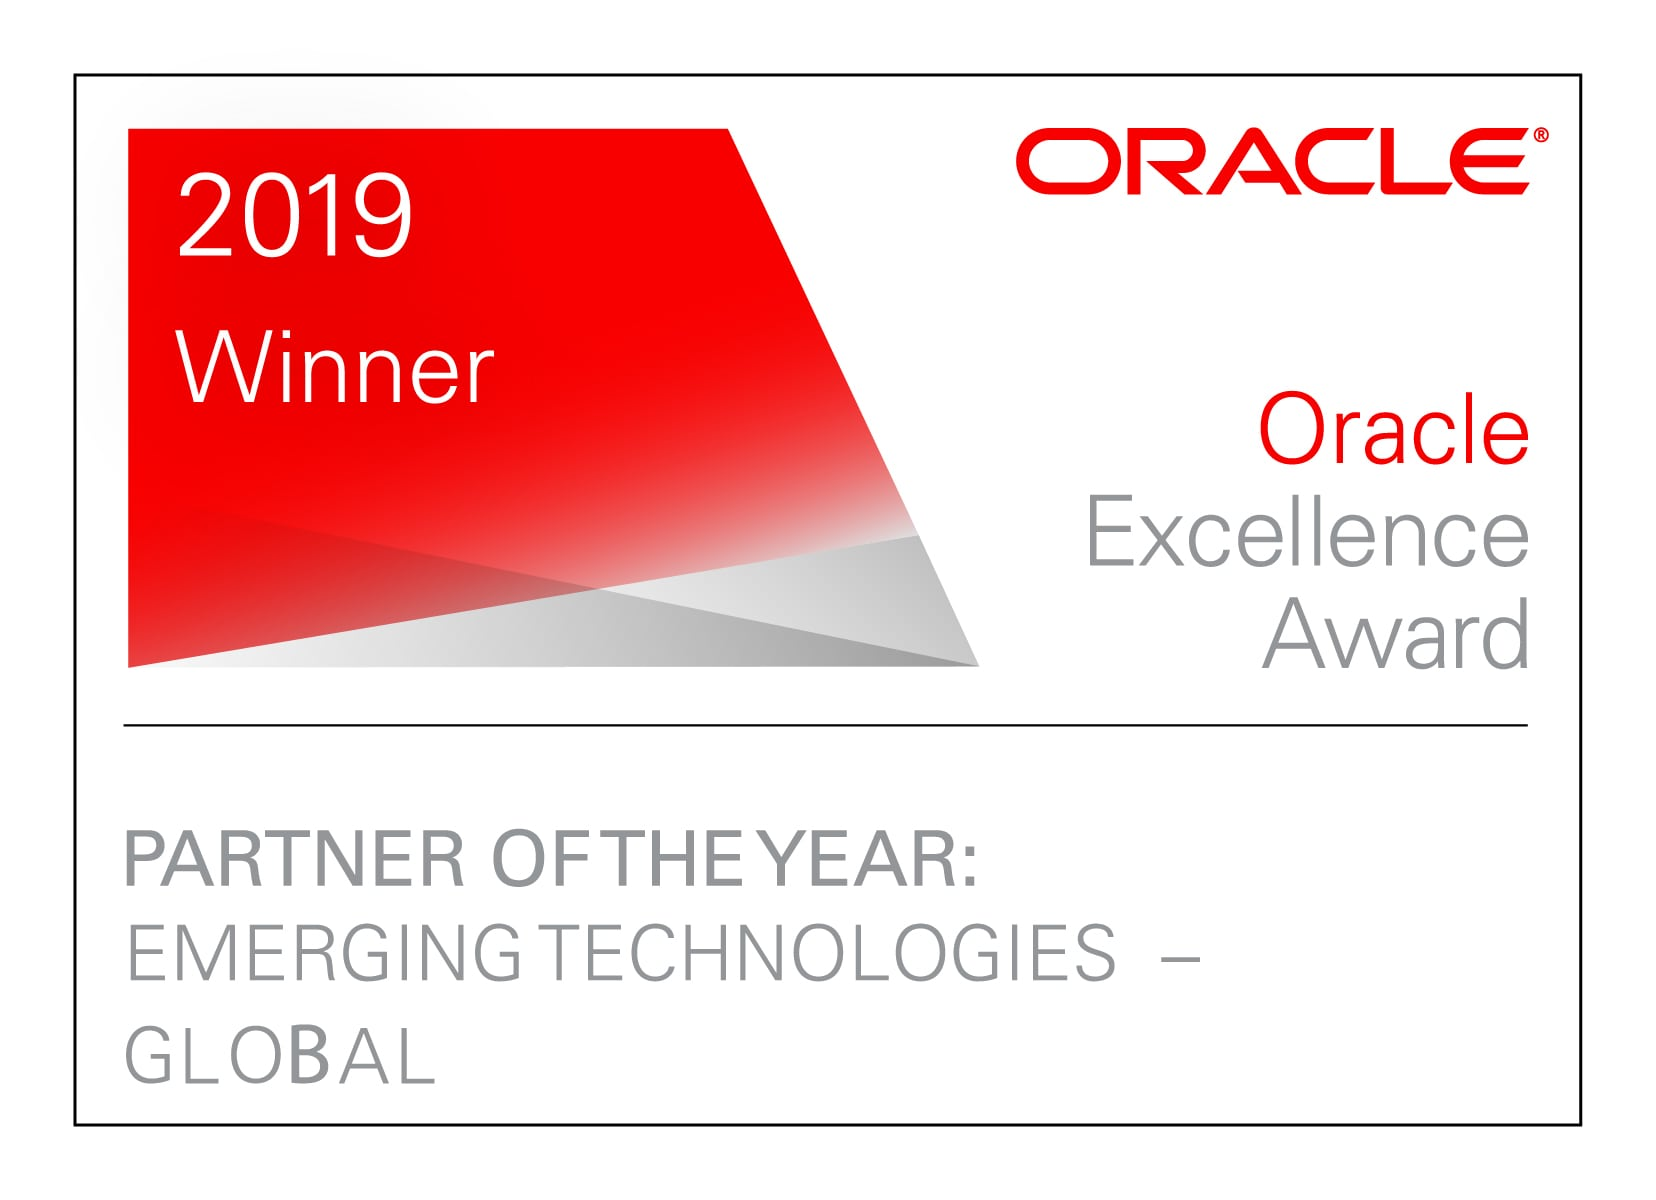 2019
Winner
ORACLE®
Oracle
Excellence
Award
PARTNER OF THE YEAR:
EMERGING TECHNOLOGIES –
GLOBAL